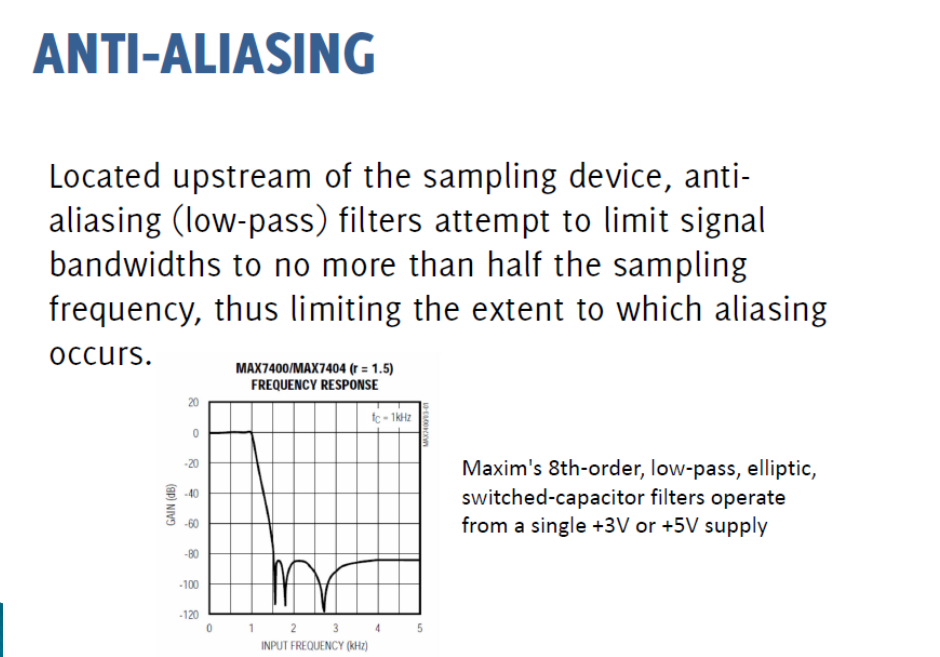 ANTI-ALIASING
Located upstream of the sampling device, anti-
aliasing (low-pass) filters attempt to limit signal
bandwidths to no more than half the sampling
frequency, thus limiting the extent to which aliasing
occurs.
MAX7400/MAX7404 (r = 1.5)
FREQUENCY RESPONSE
fC = 1kHz
20
0
-20
-40
-60
-80
-100
-120
GAIN (dB)
0 1 2 3 4 5
INPUT FREQUENCY (kHz)
Maxim's 8th-order, low-pass, elliptic,
switched-capacitor filters operate
from a single +3V or +5V supply